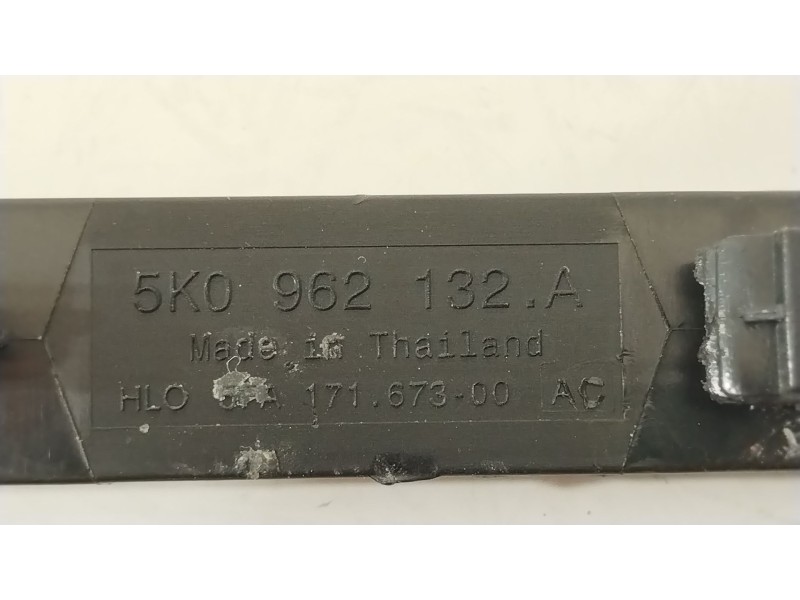 5K0 962 132.A
Made in Thailand
HLO 171.673-00 AC